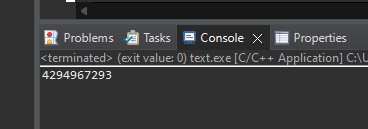 Problems Tasks Console Properties
<terminated> (exit value: 0) text.exe [C/C++ Application] C:\U
4294967293